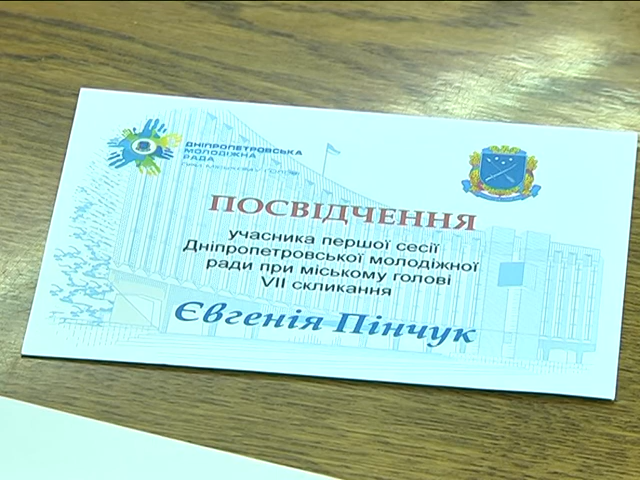 ДНІПРОПЕТРОВСЬКА
МОЛОДІЖНА
РАДА
ПОСВІДЧЕННЯ
учасника першої сесії
Дніпропетровської молодіжної
ради при міському голові
VII скликання
Євгенія Пінчук